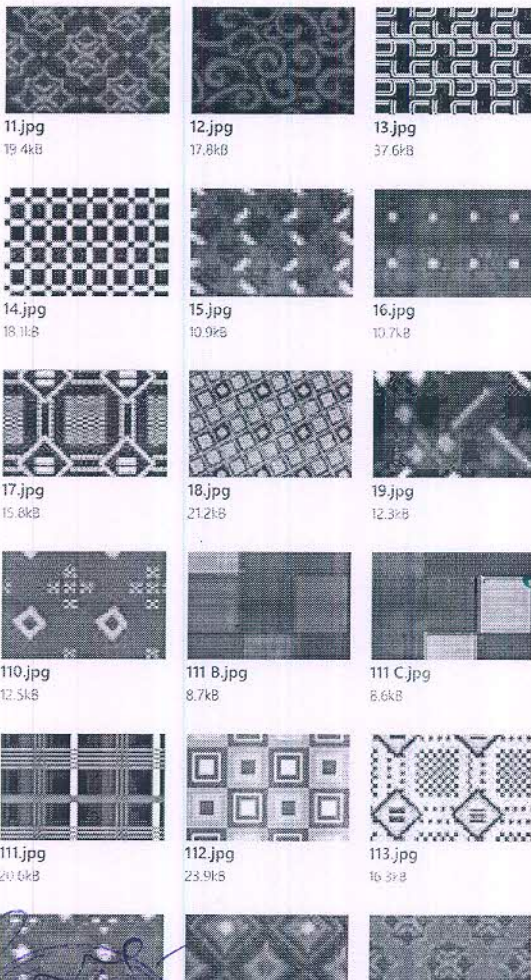 11.jpg 12.jpg 13.jpg
19.4kB 17.8kB 37.6kB
14.jpg 15.jpg 16.jpg
18.1kB 10.9kB 10.7kB
17.jpg 18.jpg 19.jpg
15.8kB 21.2kB 12.3kB
110.jpg 111 B.jpg 111 C.jpg
12.5kB 8.7kB 8.6kB
111.jpg 112.jpg 113.jpg
20.6kB 23.9kB 16.3kB